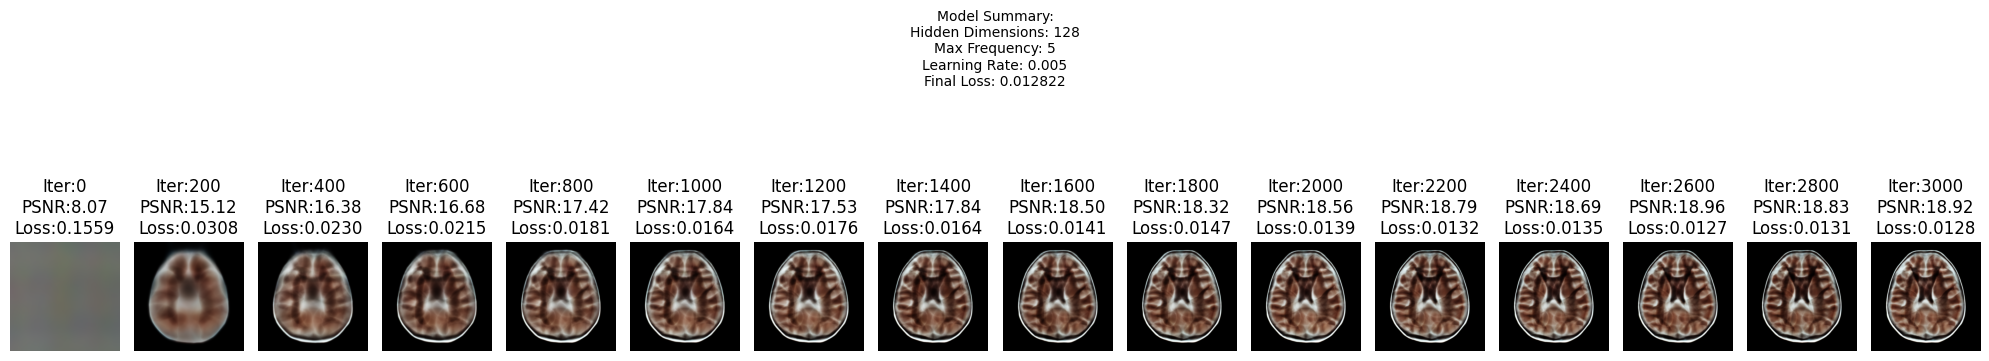 Model Summary:
Hidden Dimensions: 128
Max Frequency: 5
Learning Rate: 0.005
Final Loss: 0.012822
Iter:0
PSNR:8.07
Loss:0.1559
Iter:200
PSNR:15.12
Loss:0.0308
Iter:400
PSNR:16.38
Loss:0.0230
Iter:600
PSNR:16.68
Loss:0.0215
Iter:800
PSNR:17.42
Loss:0.0181
Iter:1000
PSNR:17.84
Loss:0.0164
Iter:1200
PSNR:17.53
Loss:0.0176
Iter:1400
PSNR:17.84
Loss:0.0164
Iter:1600
PSNR:18.50
Loss:0.0141
Iter:1800
PSNR:18.32
Loss:0.0147
Iter:2000
PSNR:18.56
Loss:0.0139
Iter:2200
PSNR:18.79
Loss:0.0132
Iter:2400
PSNR:18.69
Loss:0.0135
Iter:2600
PSNR:18.96
Loss:0.0127
Iter:2800
PSNR:18.83
Loss:0.0131
Iter:3000
PSNR:18.92
Loss:0.0128